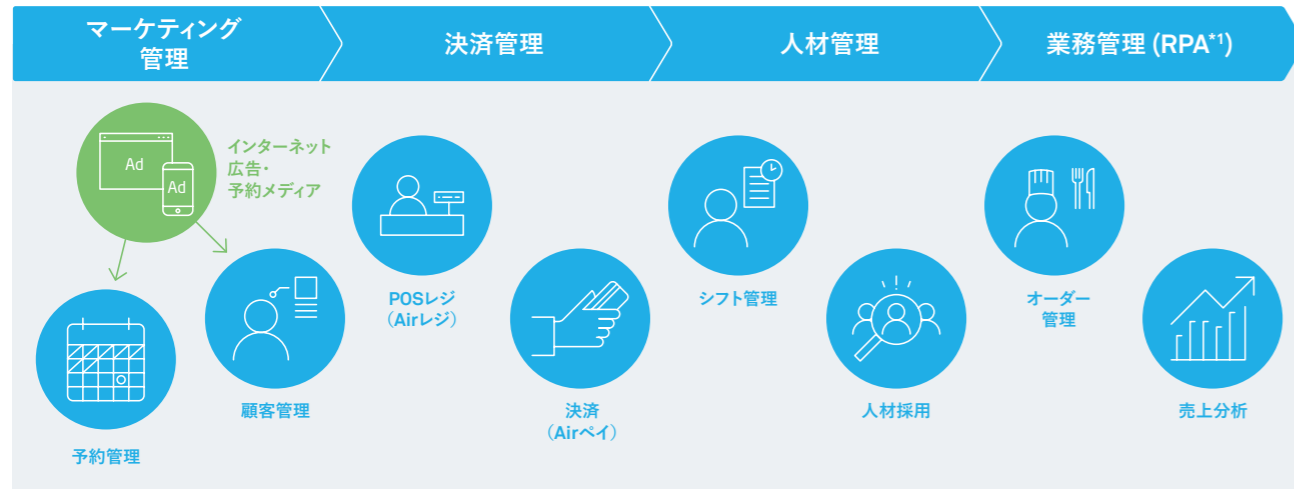 マーケティング
管理
決済管理
人材管理
業務管理 (RPA*1)
Ad
Ad
インターネット
広告・
予約メディア
予約管理
顧客管理
POSレジ
（Airレジ）
決済
（Airペイ）
シフト管理
人材採用
オーダー
管理
売上分析